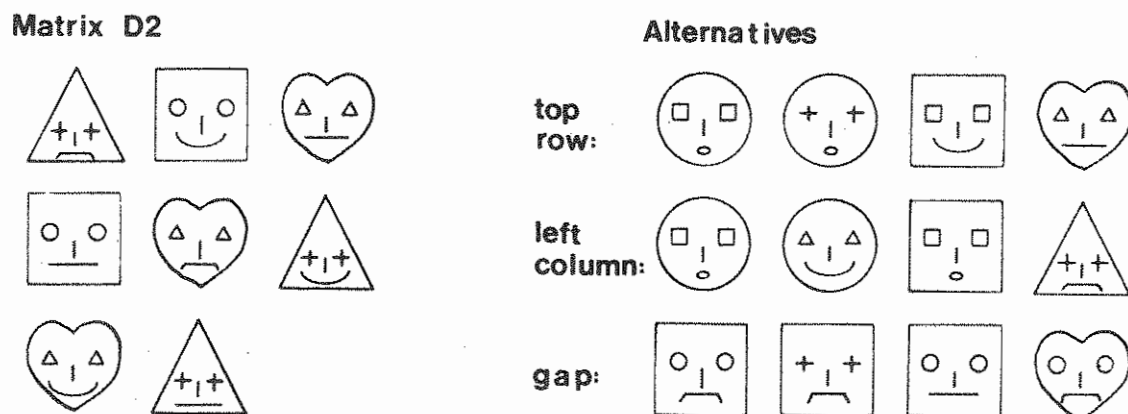 Matrix D2
Alternatives
top
row:
left
column:
gap: